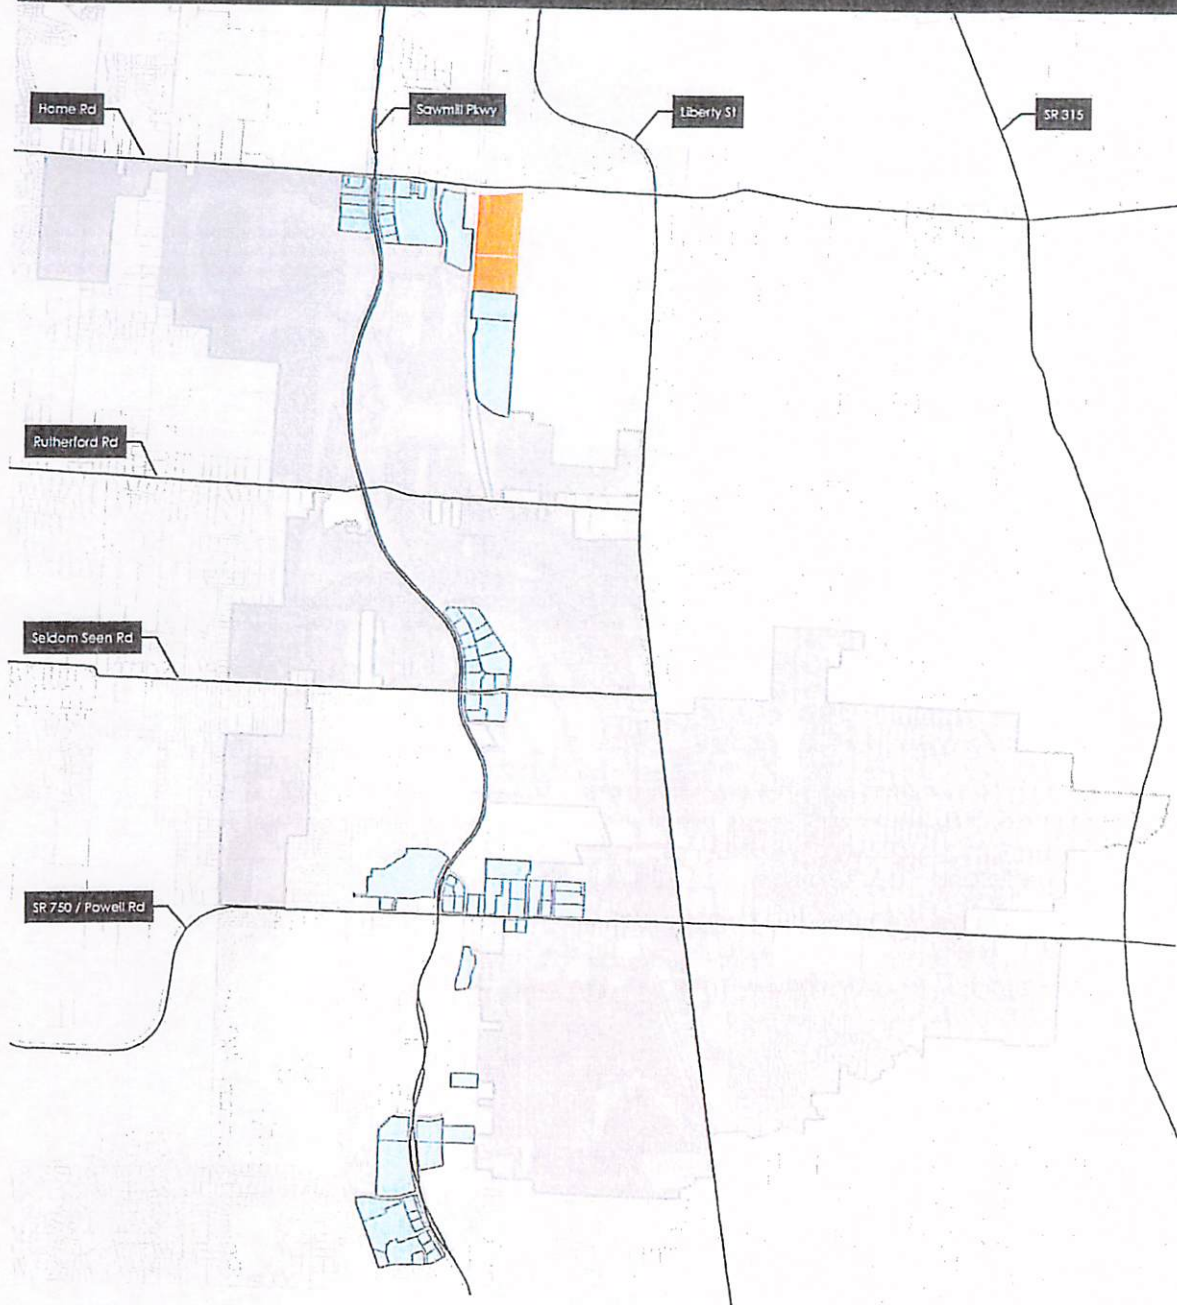 Home Rd
Sawmill Pkwy
Liberty St
SR 315
Rutherford Rd
Seldom Seen Rd
SR 750 / Powell Rd